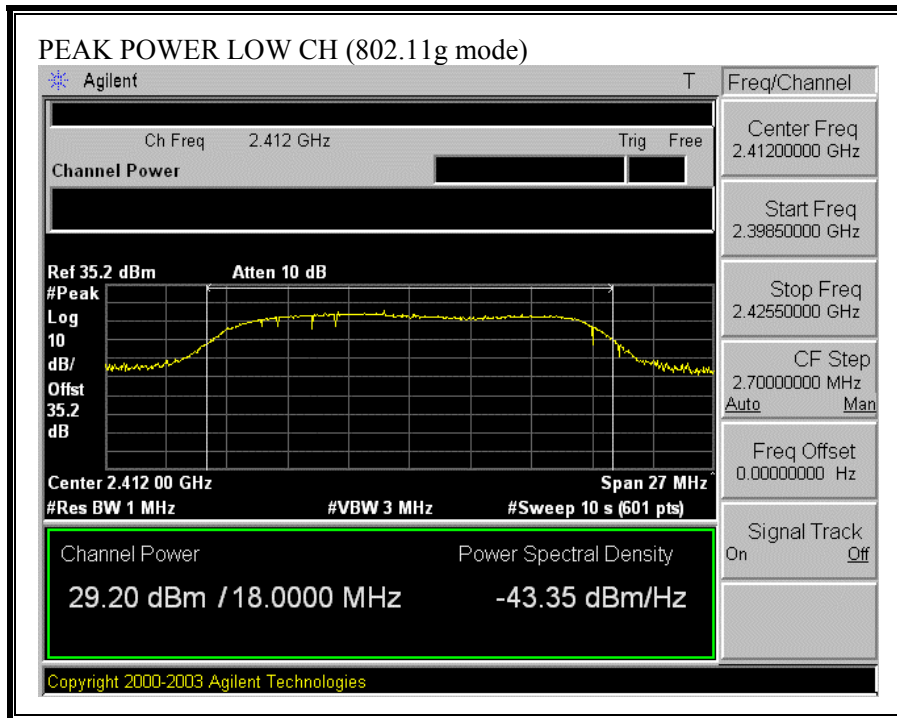 PEAK POWER LOW CH (802.11g mode)
Agilent T Freq/Channel
Ch Freq 2.412 GHz Trig Free
Channel Power
Center Freq
2.41200000 GHz
Start Freq
2.39850000 GHz
Ref 35.2 dBm Atten 10 dB
#Peak
Log
10
dB/
Offst
35.2
dB
Stop Freq
2.42550000 GHz
CF Step
2.70000000 MHz
Auto Man
Freq Offset
0.00000000 Hz
Center 2.412 00 GHz Span 27 MHz^
#Res BW 1 MHz #VBW 3 MHz #Sweep 10 s (601 pts)
Signal Track
On Off
Channel Power Power Spectral Density
29.20 dBm / 18.0000 MHz -43.35 dBm/Hz
Copyright 2000-2003 Agilent Technologies